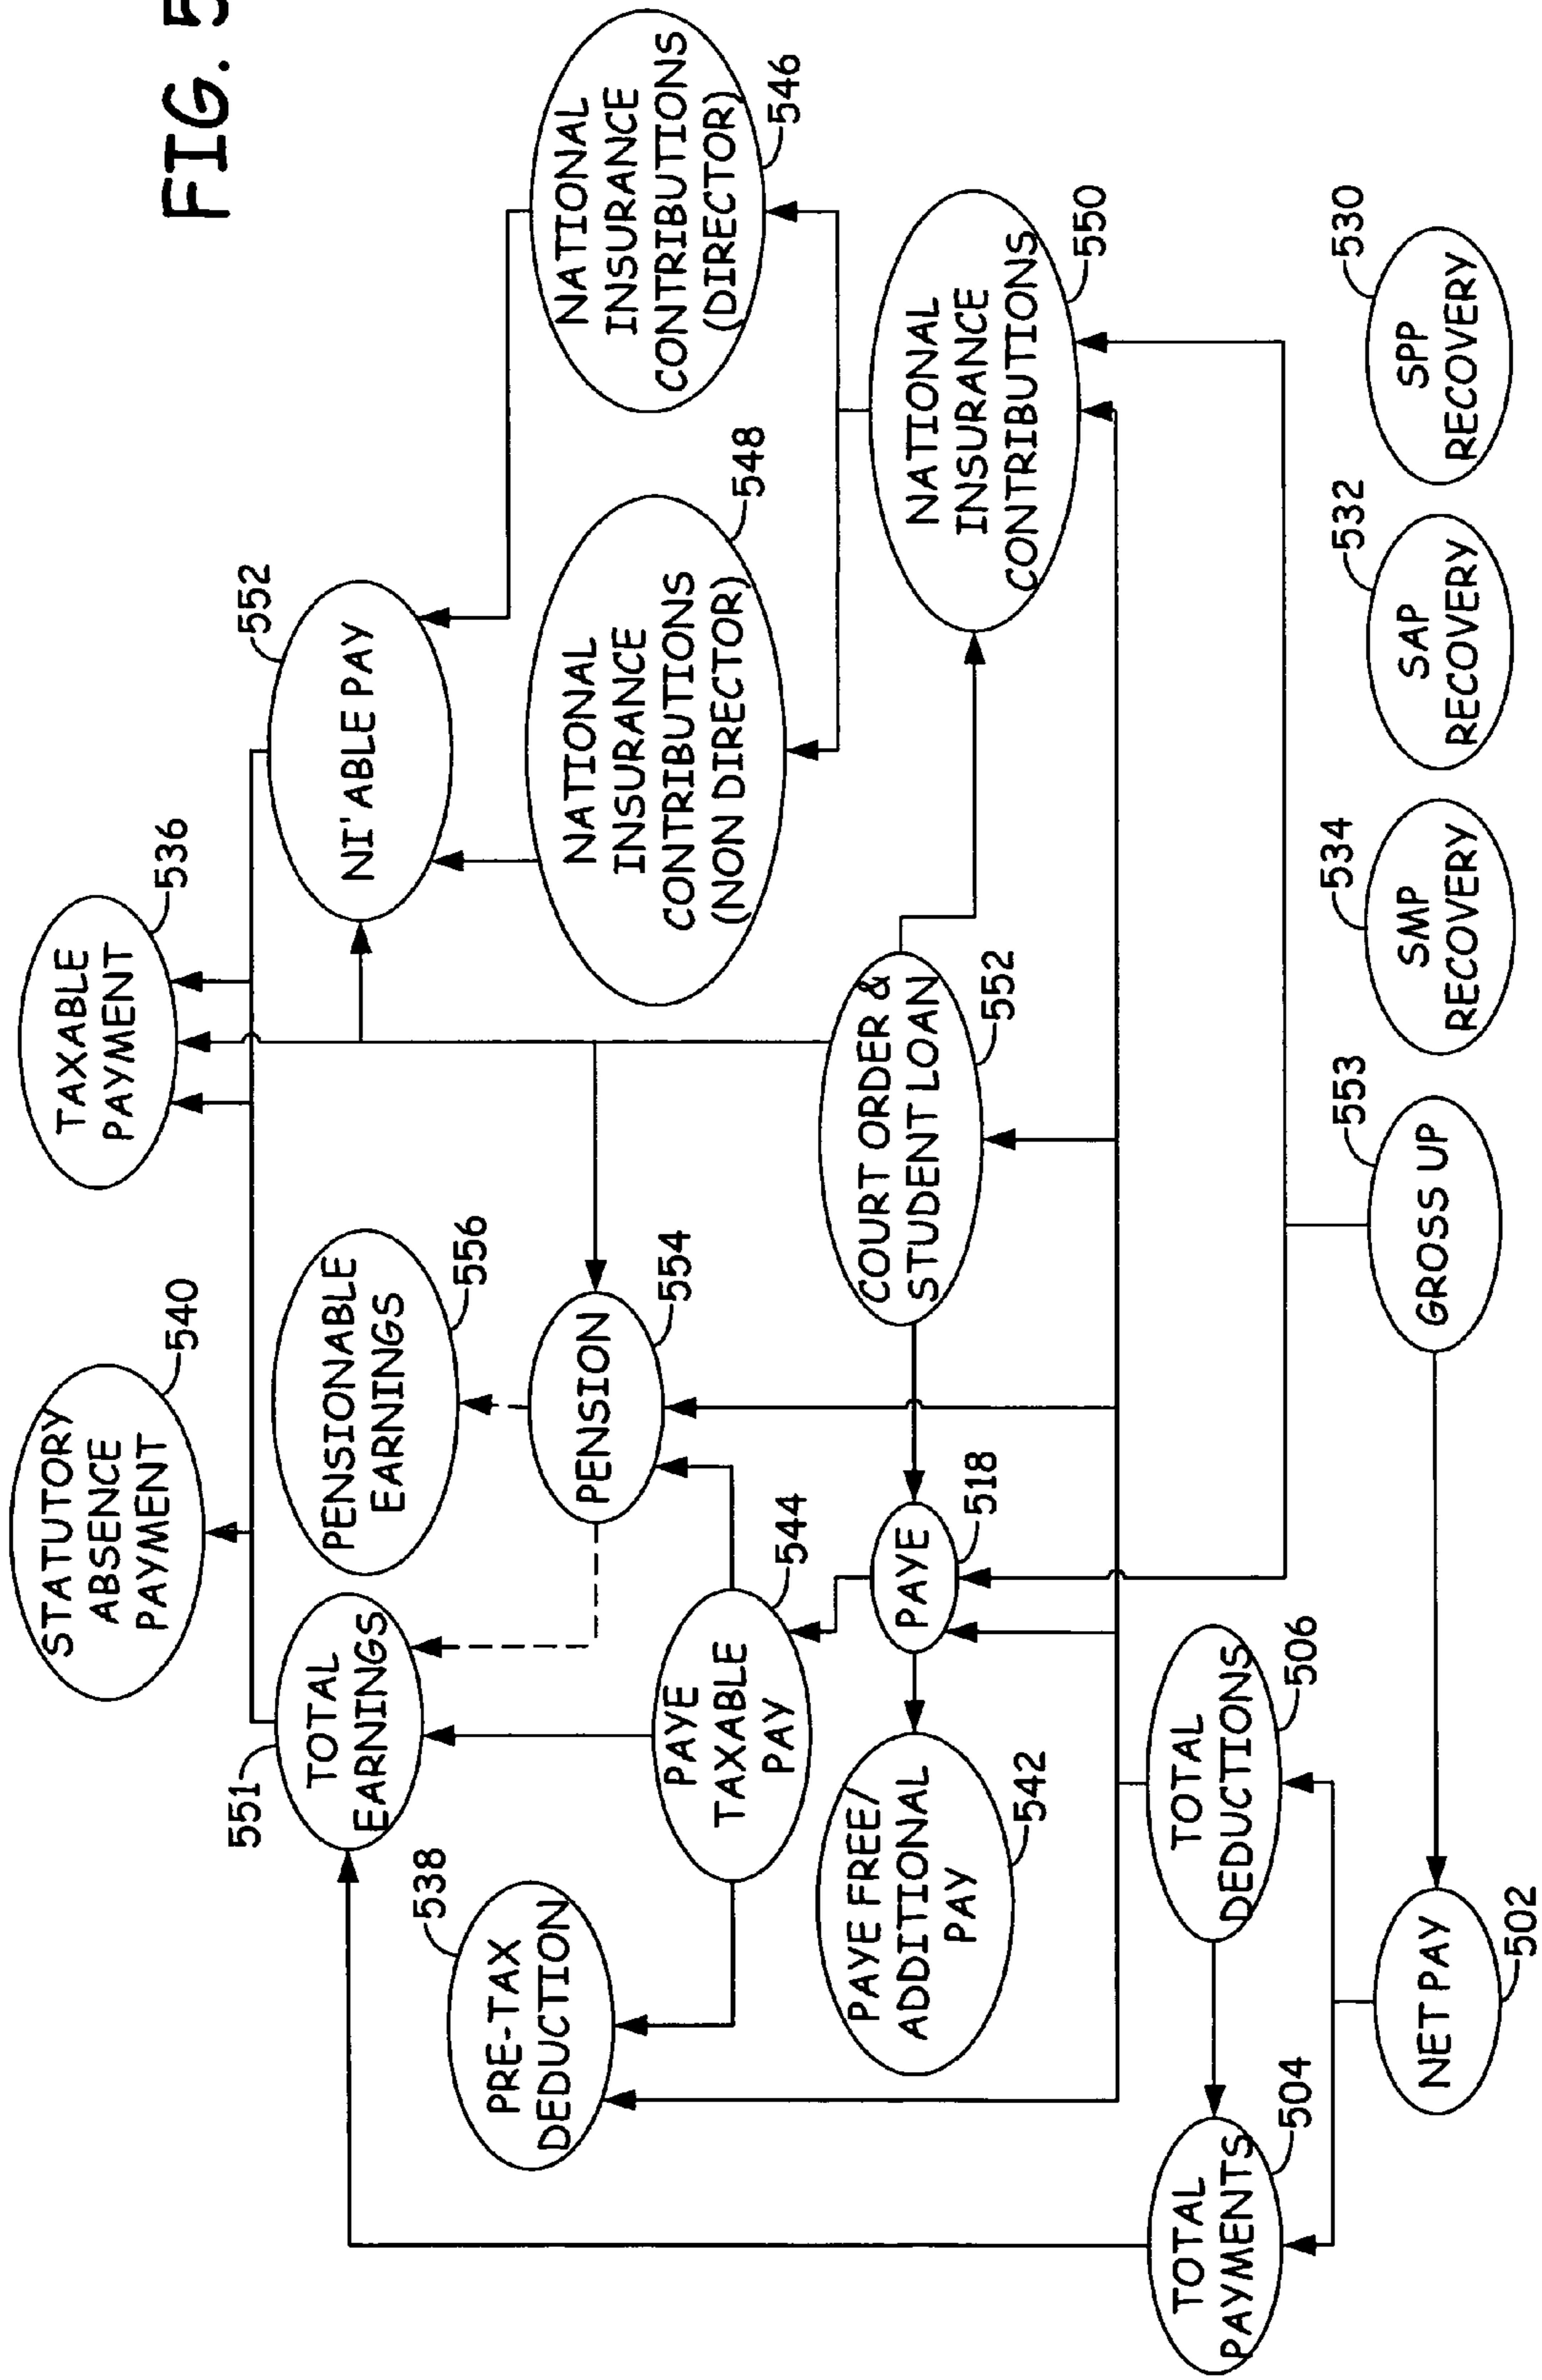 FIG. 5
STATUTORY
ABSENCE
PAYMENT
540
TAXABLE
PAYMENT
536
551
TOTAL
EARNINGS
PENSIONABLE
EARNINGS
556
NI'ABLE PAY
552
538
PRE-TAX
DEDUCTION
PENSION
554
NATIONAL
INSURANCE
CONTRIBUTIONS
(NON DIRECTOR)
548
NATIONAL
INSURANCE
CONTRIBUTIONS
(DIRECTOR)
546
PAYE
TAXABLE
PAY
544
PAYE FREE/
ADDITIONAL
PAY
542
PAYE
518
COURT ORDER &
STUDENT LOAN
552
NATIONAL
INSURANCE
CONTRIBUTIONS
550
TOTAL
PAYMENTS
504
TOTAL
DEDUCTIONS
506
NET PAY
502
GROSS UP
553
SMP
RECOVERY
534
SAP
RECOVERY
532
SPP
RECOVERY
530